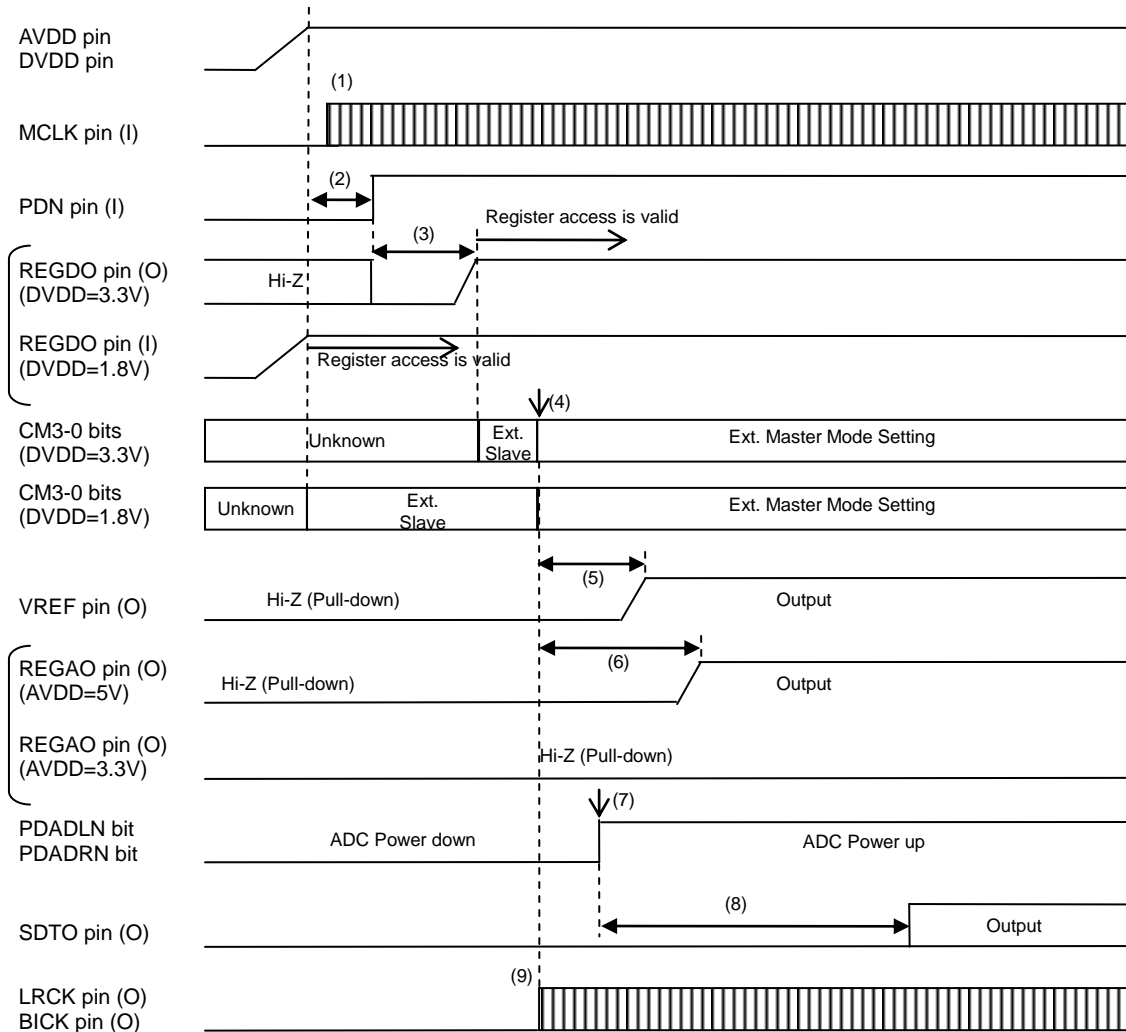 AVDD pin
DVDD pin
(1)
MCLK pin (I)
(2)
PDN pin (I)
Register access is valid
(3)
REGDO pin (O)
(DVDD=3.3V)
Hi-Z
REGDO pin (I)
(DVDD=1.8V)
Register access is valid
(4)
CM3-0 bits
(DVDD=3.3V)
Unknown
Ext.
Slave
Ext. Master Mode Setting
CM3-0 bits
(DVDD=1.8V)
Unknown
Ext.
Slave
Ext. Master Mode Setting
(5)
VREF pin (O)
Hi-Z (Pull-down)
Output
(6)
REGAO pin (O)
(AVDD=5V)
Hi-Z (Pull-down)
Output
REGAO pin (O)
(AVDD=3.3V)
Hi-Z (Pull-down)
(7)
PDADLN bit
PDADRN bit
ADC Power down
ADC Power up
(8)
SDTO pin (O)
Output
(9)
LRCK pin (O)
BICK pin (O)